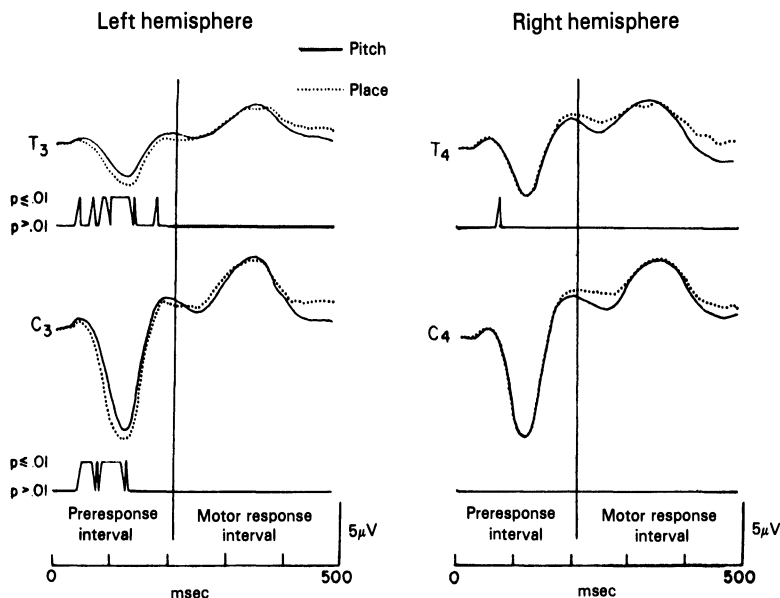 Left hemisphere
Right hemisphere
Pitch
Place
T3
p≤.01
p>.01
T4
C3
C4
p≤.01
p>.01
Preresponse
interval
Motor response
interval
5μV
Preresponse
interval
Motor response
interval
5μV
0
500
msec
0
500
msec